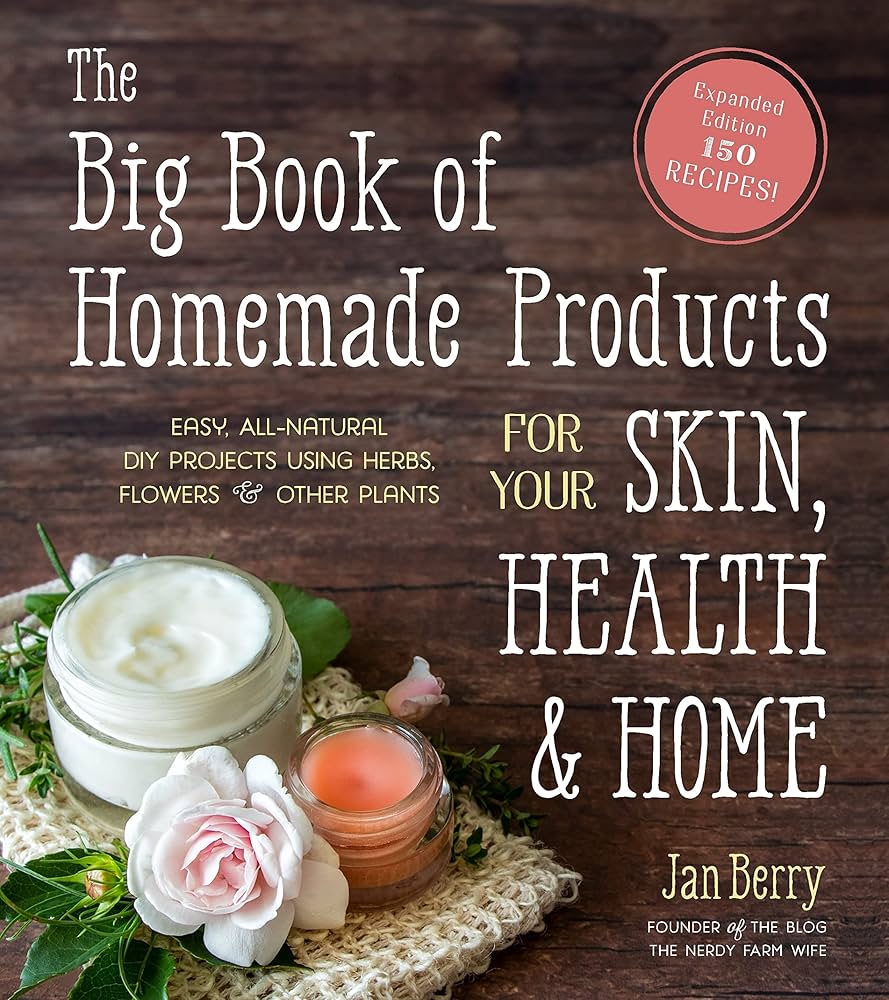 The
Big Book of
Homemade Products
FOR YOUR SKIN,
HEALTH
& HOME
Expanded
Edition
150
RECIPES!
EASY, ALL-NATURAL
DIY PROJECTS USING HERBS,
FLOWERS & OTHER PLANTS
Jan Berry
FOUNDER of THE BLOG
THE NERDY FARM WIFE